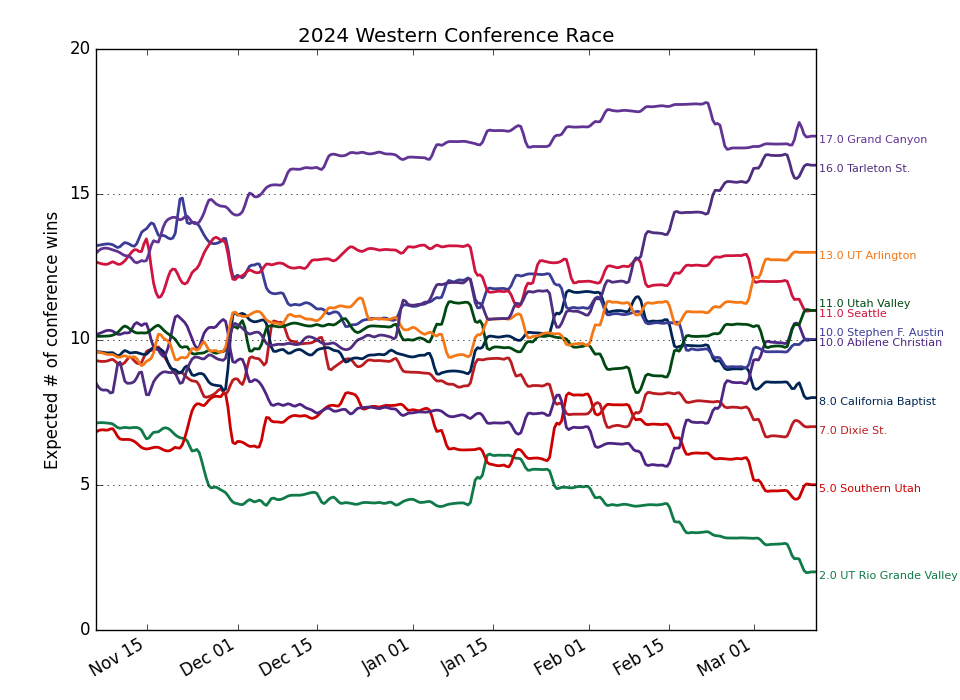 2024 Western Conference Race
Expected # of conference wins
20
15
10
5
0
17.0 Grand Canyon
16.0 Tarleton St.
13.0 UT Arlington
11.0 Utah Valley
11.0 Seattle
10.0 Stephen F. Austin
10.0 Abilene Christian
8.0 California Baptist
7.0 Dixie St.
5.0 Southern Utah
2.0 UT Rio Grande Valley
Nov 15
Dec 01
Dec 15
Jan 01
Jan 15
Feb 01
Feb 15
Mar 01